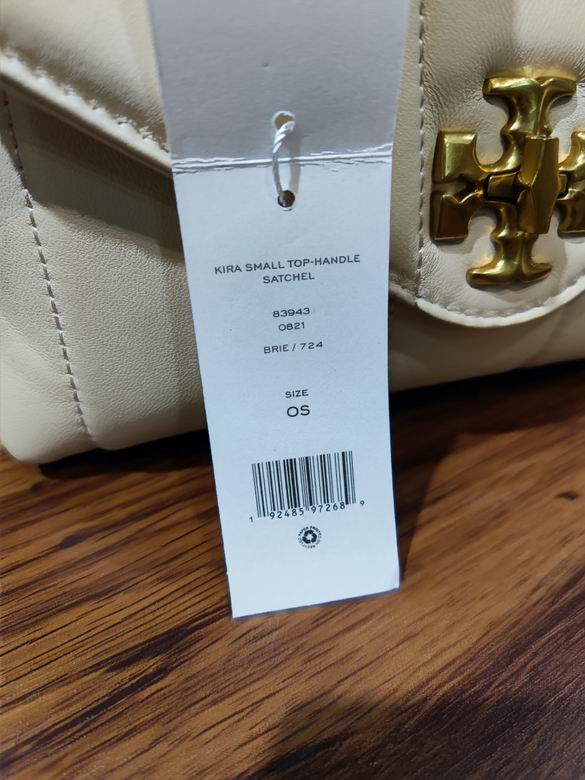 KIRA SMALL TOP-HANDLE
SATCHEL
83943
0821
BRIE / 724
SIZE
OS
1 92485 97268 9